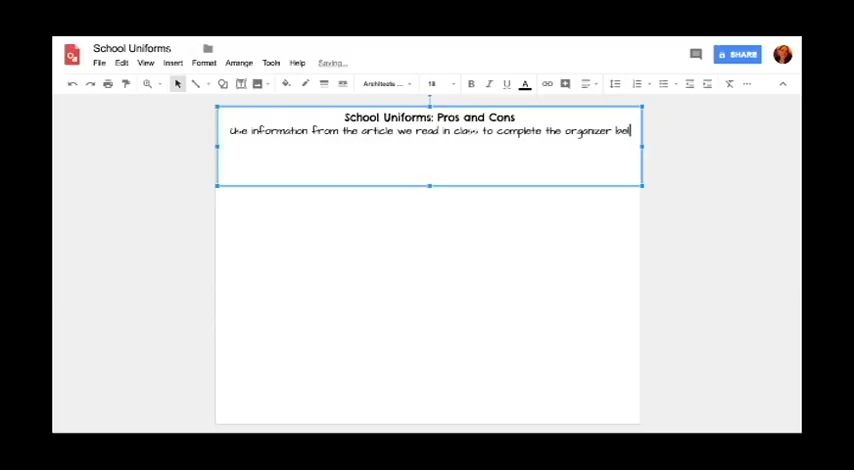 School Uniforms
File Edit View Insert Format Arrange Tools Help Saving...
SHARE
Architects ... 18 B I U A
School Uniforms: Pros and Cons
Use information from the article we read in class to complete the organizer bel